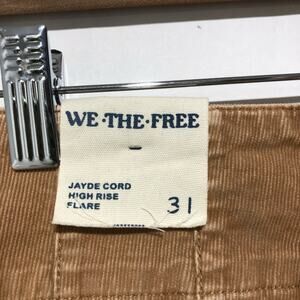 WE·THE·FREE
-
JAYDE CORD
HIGH RISE
FLARE
31